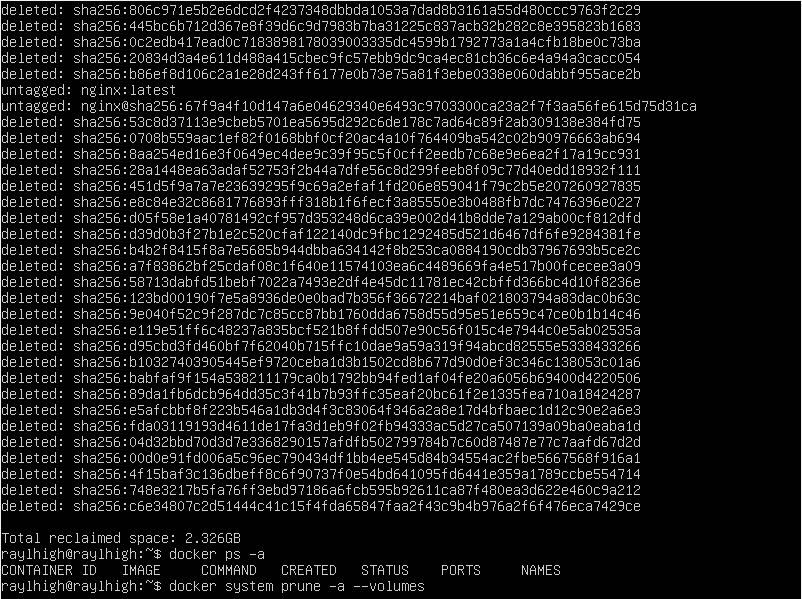 deleted: sha256:806c971e5b2e6dcd2f4237348dbbda1053a7dad8b3161a55d480ccc9763f2c29
deleted: sha256:445bc6b712d367e8f39d6c9d7983b7ba31225c837acb32b282c8e395823b1683
deleted: sha256:0c2edb417ead0c7183898178039003335dc4599b1792773a1a4cfb18be0c73ba
deleted: sha256:20834d3a4e611d488a415cbec9fc57ebb9dc9ca4ec81cb36c6e4a94a3cacc054
deleted: sha256:b86ef8d106c2a1e28d243ff6177e0b73e75a81f3ebe0338e060dabbf955ace2b
untagged: nginx:latest
untagged: nginx@sha256:67f9a4f10d147a6e04629340e6493c9703300ca23a2f7f3aa56fe615d75d31ca
deleted: sha256:53c8d37113e9cbeb5701ea5695d292c6de178c7ad64c89f2ab309138e384fd75
deleted: sha256:0708b559aac1ef82f0168bbf0cf20ac4a10f764409ba542c02b90976663ab694
deleted: sha256:8aa254ed16e3f0649ec4dee9c39f95c5f0cff2eedb7c68e9e6ea2f17a19cc931
deleted: sha256:28a1448ea63adaf52753f2b44a7dfe56c8d299feeb8f09c77d40edd18932f111
deleted: sha256:451d5f9a7a7e23639295f9c69a2efaf1fd206e859041f79c2b5e207260927835
deleted: sha256:e8c84e32c8681776893fff318b1f6fecf3a85550e3b0488fb7dc7476396e0227
deleted: sha256:d05f58e1a40781492cf957d353248d6ca39e002d41b8dde7a129ab00cf812dfd
deleted: sha256:d39d0b3f27b1e2c520cfaf122140dc9fbc1292485d521d6467df6fe9284381fe
deleted: sha256:b4b2f8415f8a7e5685b944dbba634142f8b253ca0884190cdb37967693b5ce2c
deleted: sha256:a7f83862bf25cdaf08c1f640e11574103ea6c4489669fa4e517b00fcecee3a09
deleted: sha256:58713dabfd51bebf7022a7493e2df4e45dc11781ec42cbffd366bc4d10f8236e
deleted: sha256:123bd00190f7e5a8936de0e0bad7b356f36672214baf021803794a83dac0b63c
deleted: sha256:9e040f52c9f287dc7c85cc87bb1760dda6758d55d95e51e659c47ce0b1b14c46
deleted: sha256:e119e51ff6c48237a835bcf521b8ffdd507e90c56f015c4e7944c0e5ab02535a
deleted: sha256:d95cbd3fd460bf7f62040b715ffc10dae9a59a319f94abcd82555e5338433266
deleted: sha256:b10327403905445ef9720ceba1d3b1502cd8b677d90d0ef3c346c138053c01a6
deleted: sha256:babfaf9f154a538211179ca0b1792bb94fed1af04fe20a6056b69400d4220506
deleted: sha256:89da1fb6dcb964dd35c3f41b7b93ffc35eaf20bc61f2e1335fea710a18424287
deleted: sha256:e5afcbbf8f223b546a1db3d4f3c83064f346a2a8e17d4bfbaec1d12c90e2a6e3
deleted: sha256:fda03119193d4611de17fa3d1eb9f02fb94333ac5d27ca507139a09ba0eaba1d
deleted: sha256:04d32bbd70d3d7e3368290157afdfb502799784b7c60d87487e77c7aafd67d2d
deleted: sha256:00d0e91fd006a5c96ec790434df1bb4ee545d84b34554ac2fbe5667568f916a1
deleted: sha256:4f15baf3c136dbeff8c6f90737f0e54bd641095fd6441e359a1789ccbe554714
deleted: sha256:748e3217b5fa76ff3ebd97186a6fcb595b92611ca87f480ea3d622e460c9a212
deleted: sha256:c6e34807c2d51444c41c15f4fda65847faa2f43c9b4b976a2f6f476eca7429ce
Total reclaimed space: 2.326GB
raylhigh@raylhigh:~$ docker ps -a
CONTAINER ID   IMAGE     COMMAND   CREATED   STATUS    PORTS     NAMES
raylhigh@raylhigh:~$ docker system prune -a --volumes